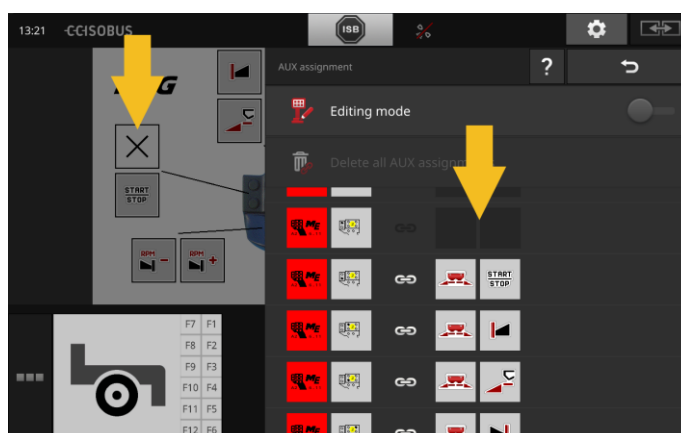 13:21
CCISOBUS
ISB
AUX assignment
?
G
Editing mode
START
STOP
Delete all AUX
RPM
RPM
START
STOP
F7 F1
F8 F2
F9 F3
F10 F4
F11 F5
F12 F6